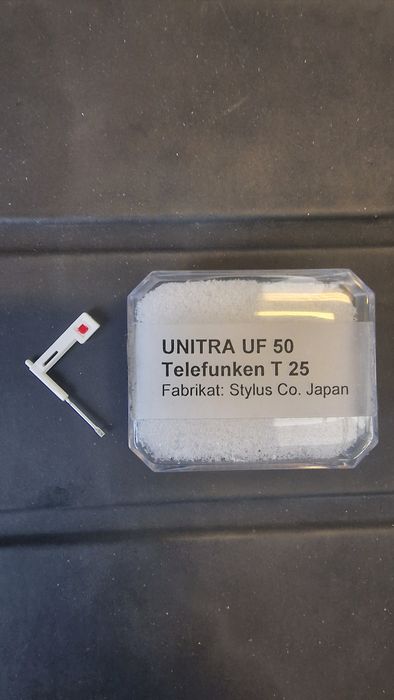 UNITRA UF 50
Telefunken T 25
Fabrikat: Stylus Co. Japan